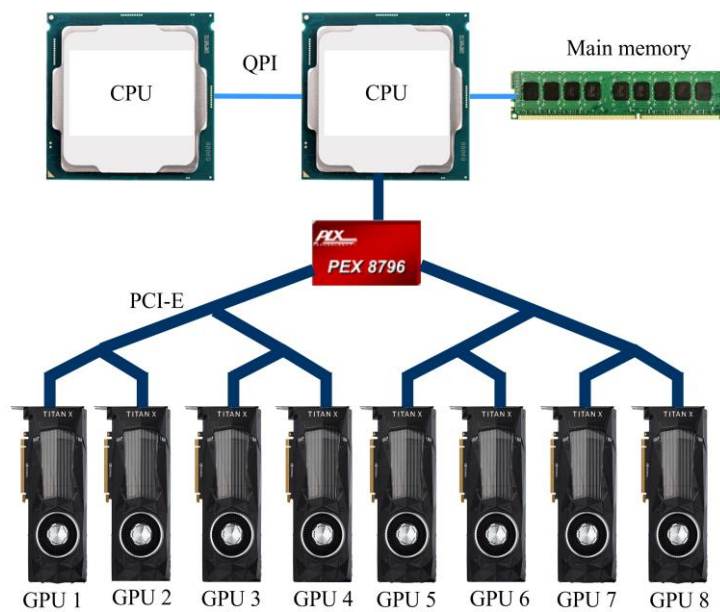 QPI
Main memory
CPU
CPU
PLX
PEX 8796
PCI-E
TITAN X
TITAN X
TITAN X
TITAN X
TITAN X
TITAN X
TITAN X
TITAN X
GPU 1
GPU 2
GPU 3
GPU 4
GPU 5
GPU 6
GPU 7
GPU 8